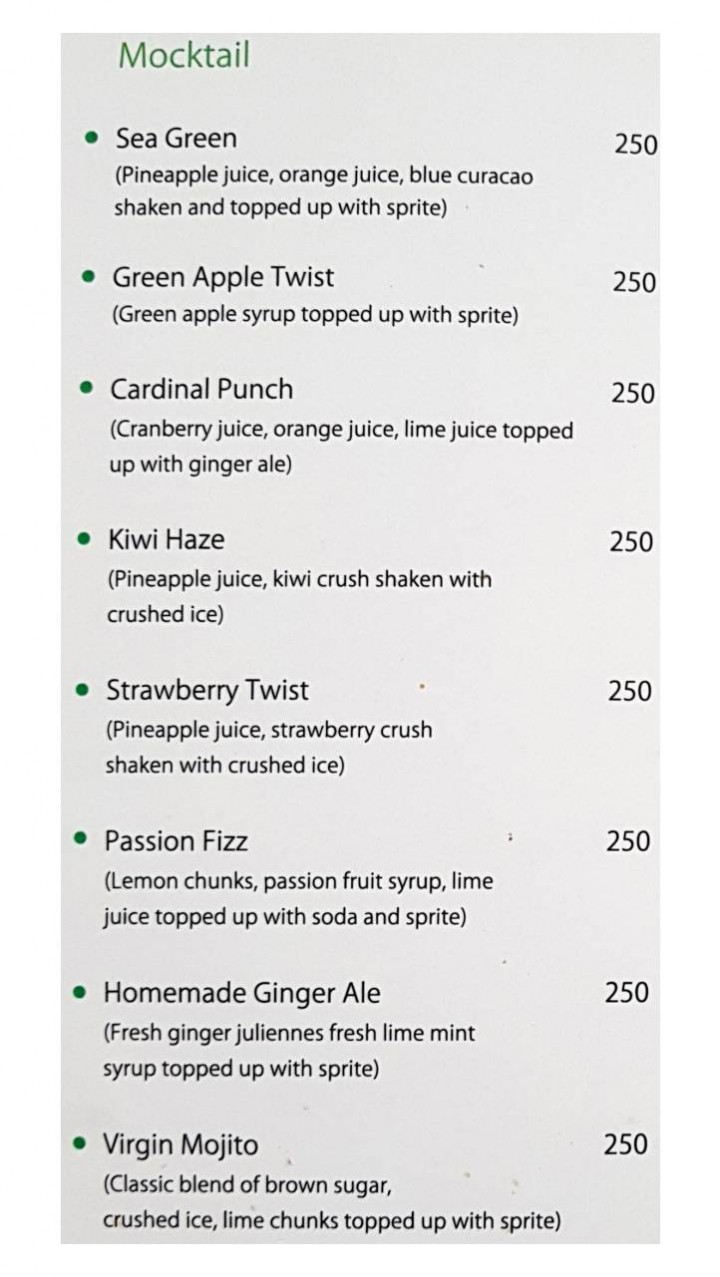 Mocktail
• Sea Green 250
(Pineapple juice, orange juice, blue curacao
shaken and topped up with sprite)
• Green Apple Twist 250
(Green apple syrup topped up with sprite)
• Cardinal Punch 250
(Cranberry juice, orange juice, lime juice topped
up with ginger ale)
• Kiwi Haze 250
(Pineapple juice, kiwi crush shaken with
crushed ice)
• Strawberry Twist 250
(Pineapple juice, strawberry crush
shaken with crushed ice)
• Passion Fizz 250
(Lemon chunks, passion fruit syrup, lime
juice topped up with soda and sprite)
• Homemade Ginger Ale 250
(Fresh ginger juliennes fresh lime mint
syrup topped up with sprite)
• Virgin Mojito 250
(Classic blend of brown sugar,
crushed ice, lime chunks topped up with sprite)